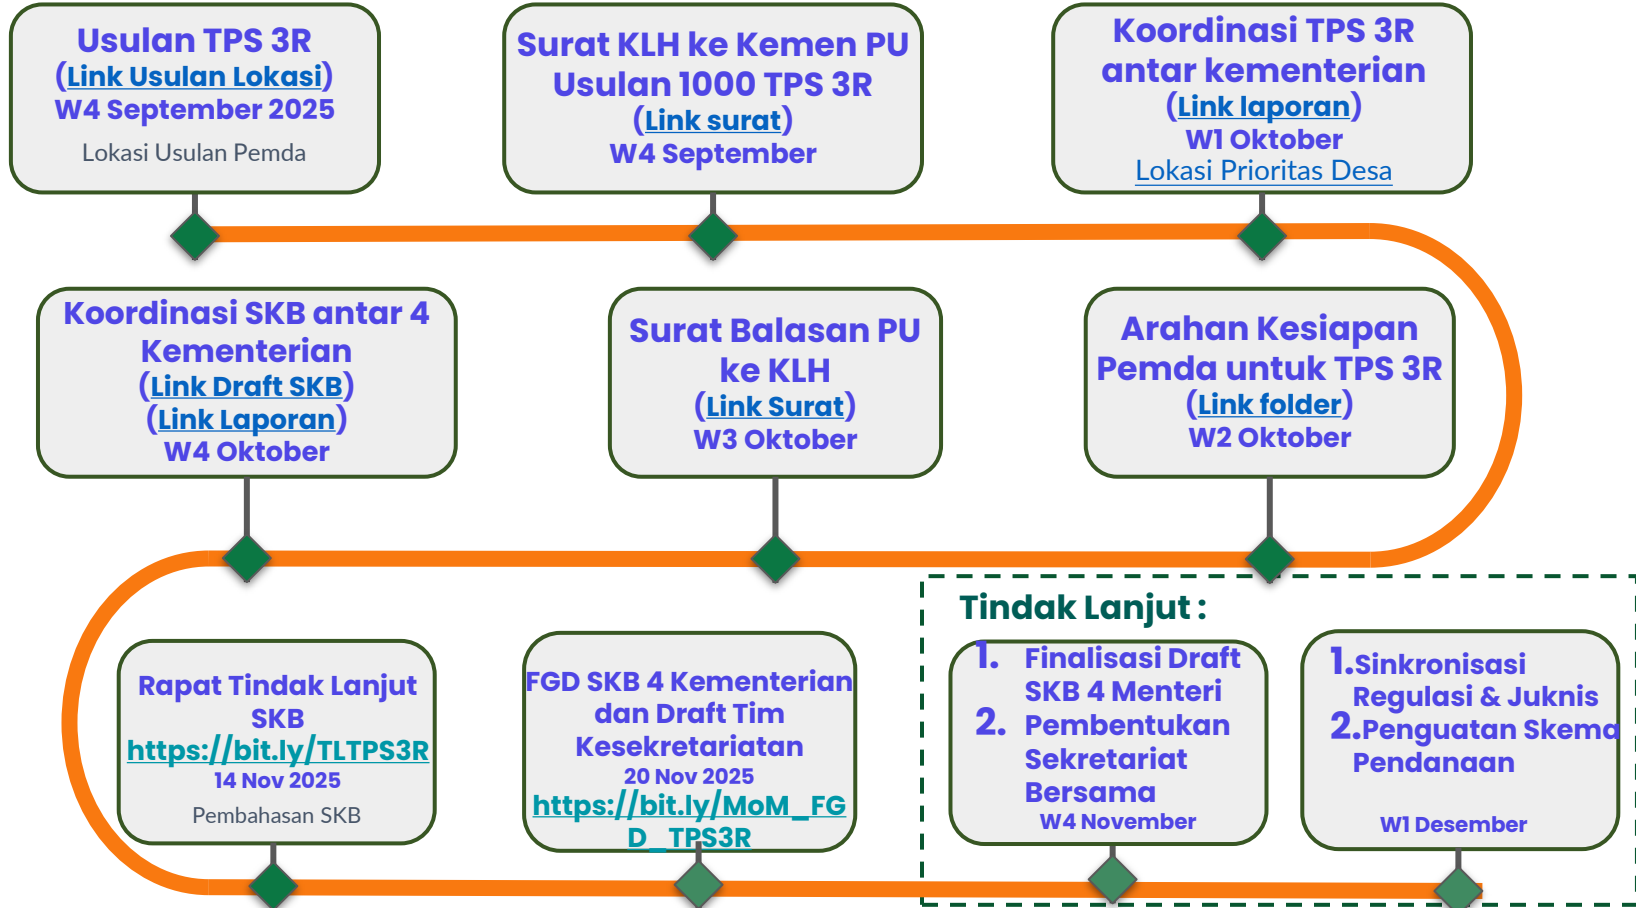 Usulan TPS 3R
(Link Usulan Lokasi)
W4 September 2025
Lokasi Usulan Pemda
Surat KLH ke Kemen PU
Usulan 1000 TPS 3R
(Link surat)
W4 September
Koordinasi TPS 3R
antar kementerian
(Link laporan)
W1 Oktober
Lokasi Prioritas Desa
Arahan Kesiapan
Pemda untuk TPS 3R
(Link folder)
W2 Oktober
Surat Balasan PU
ke KLH
(Link Surat)
W3 Oktober
Koordinasi SKB antar 4
Kementerian
(Link Draft SKB)
(Link Laporan)
W4 Oktober
Rapat Tindak Lanjut
SKB
https://bit.ly/TLTPS3R
14 Nov 2025
Pembahasan SKB
FGD SKB 4 Kementerian
dan Draft Tim
Kesekretariatan
20 Nov 2025
https://bit.ly/MoM_FG
D_TPS3R
Tindak Lanjut :
1. Finalisasi Draft
SKB 4 Menteri
2. Pembentukan
Sekretariat
Bersama
W4 November
1.Sinkronisasi
Regulasi & Juknis
2.Penguatan Skema
Pendanaan
W1 Desember